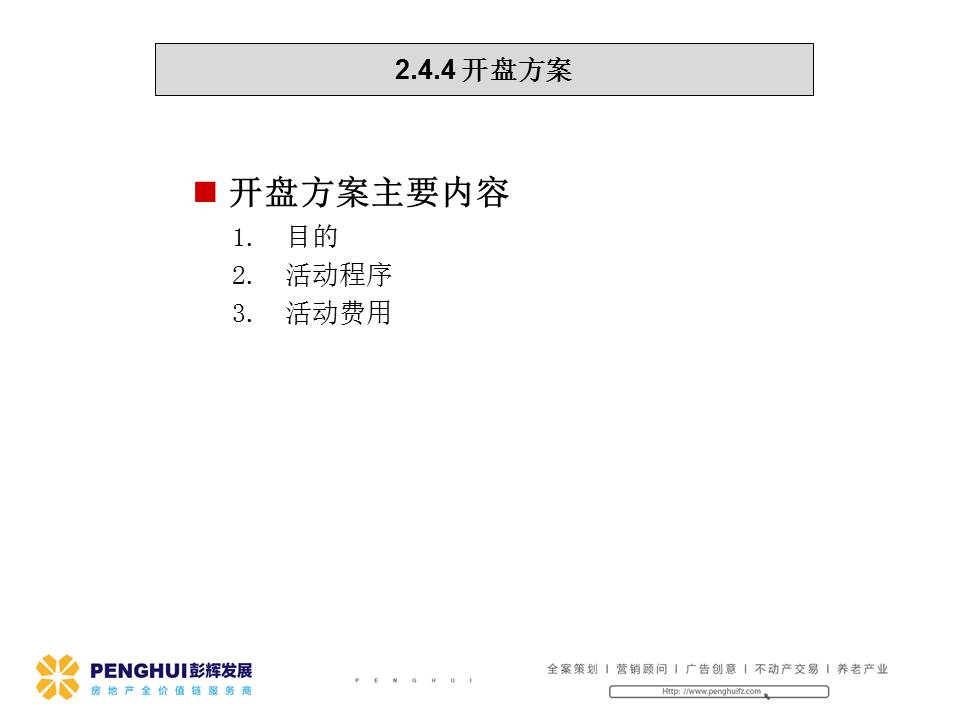 2.4.4 开盘方案
■ 开盘方案主要内容
1. 目的
2. 活动程序
3. 活动费用
PENGHUI彭辉发展
房地产全价值链服务商
P E N G H U I
全案策划 I 营销顾问 I 广告创意 I 不动产交易 I 养老产业
Http: //www.penghuifz.com